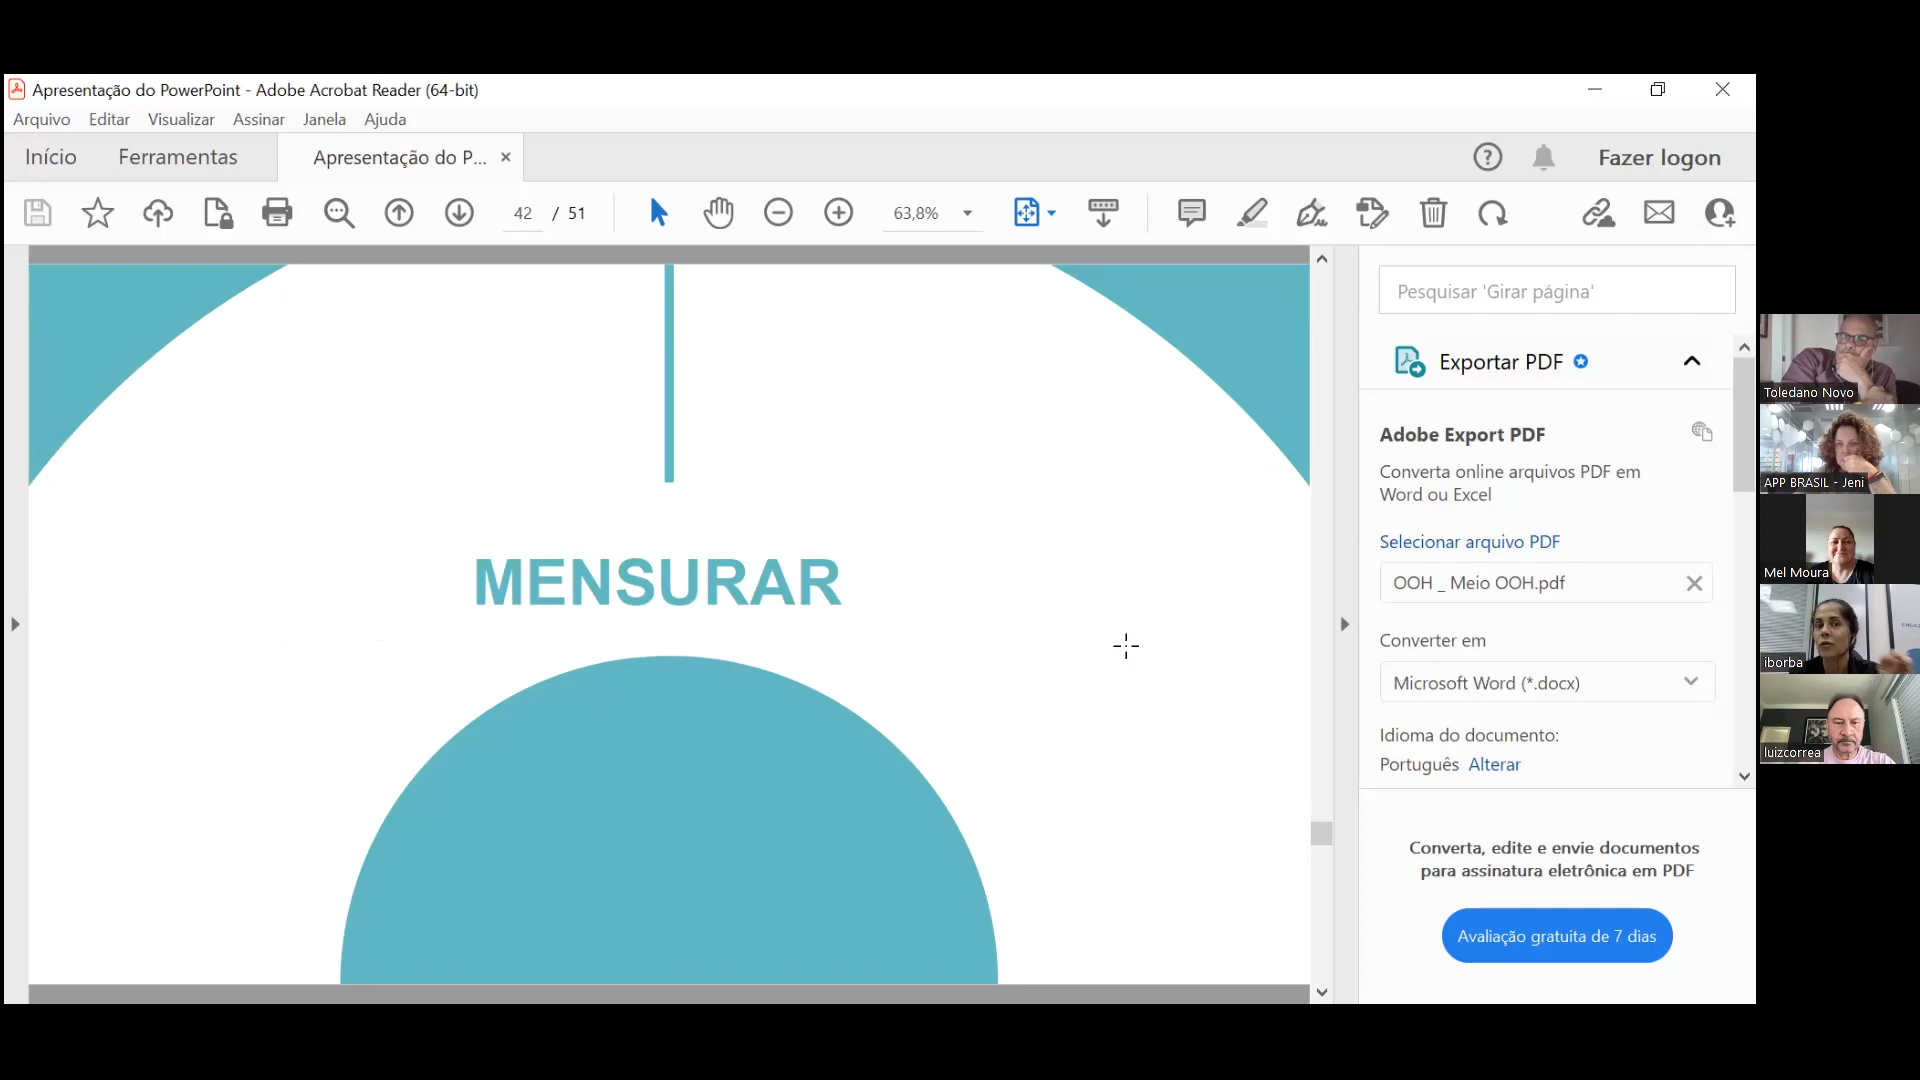 Apresentação do PowerPoint - Adobe Acrobat Reader (64-bit)
Arquivo Editar Visualizar Assinar Janela Ajuda
Início Ferramentas Apresentação do P... × Fazer logon
42 / 51 63,8%
Pesquisar 'Girar página'
Exportar PDF
Adobe Export PDF
Converta online arquivos PDF em
Word ou Excel
Selecionar arquivo PDF
OOH _ Meio OOH.pdf
Converter em
Microsoft Word (*.docx)
Idioma do documento:
Português Alterar
Converta, edite e envie documentos
para assinatura eletrônica em PDF
Avaliação gratuita de 7 dias
MENSURAR
Toledano Novo
APP BRASIL - Jeni
Mel Moura
iborba
luizcorrea